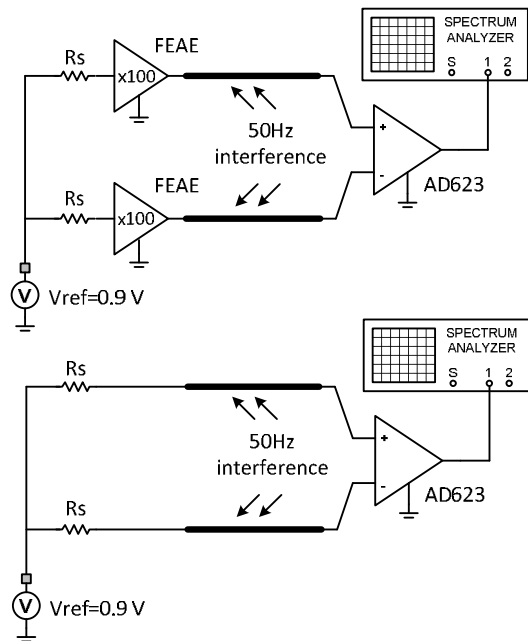 SPECTRUM
ANALYZER
S 1 2
Rs
FEAE
x100
+
50Hz
interference
-
AD623
Rs
FEAE
x100
V
Vref=0.9 V
SPECTRUM
ANALYZER
S 1 2
Rs
+
50Hz
interference
-
AD623
Rs
V
Vref=0.9 V